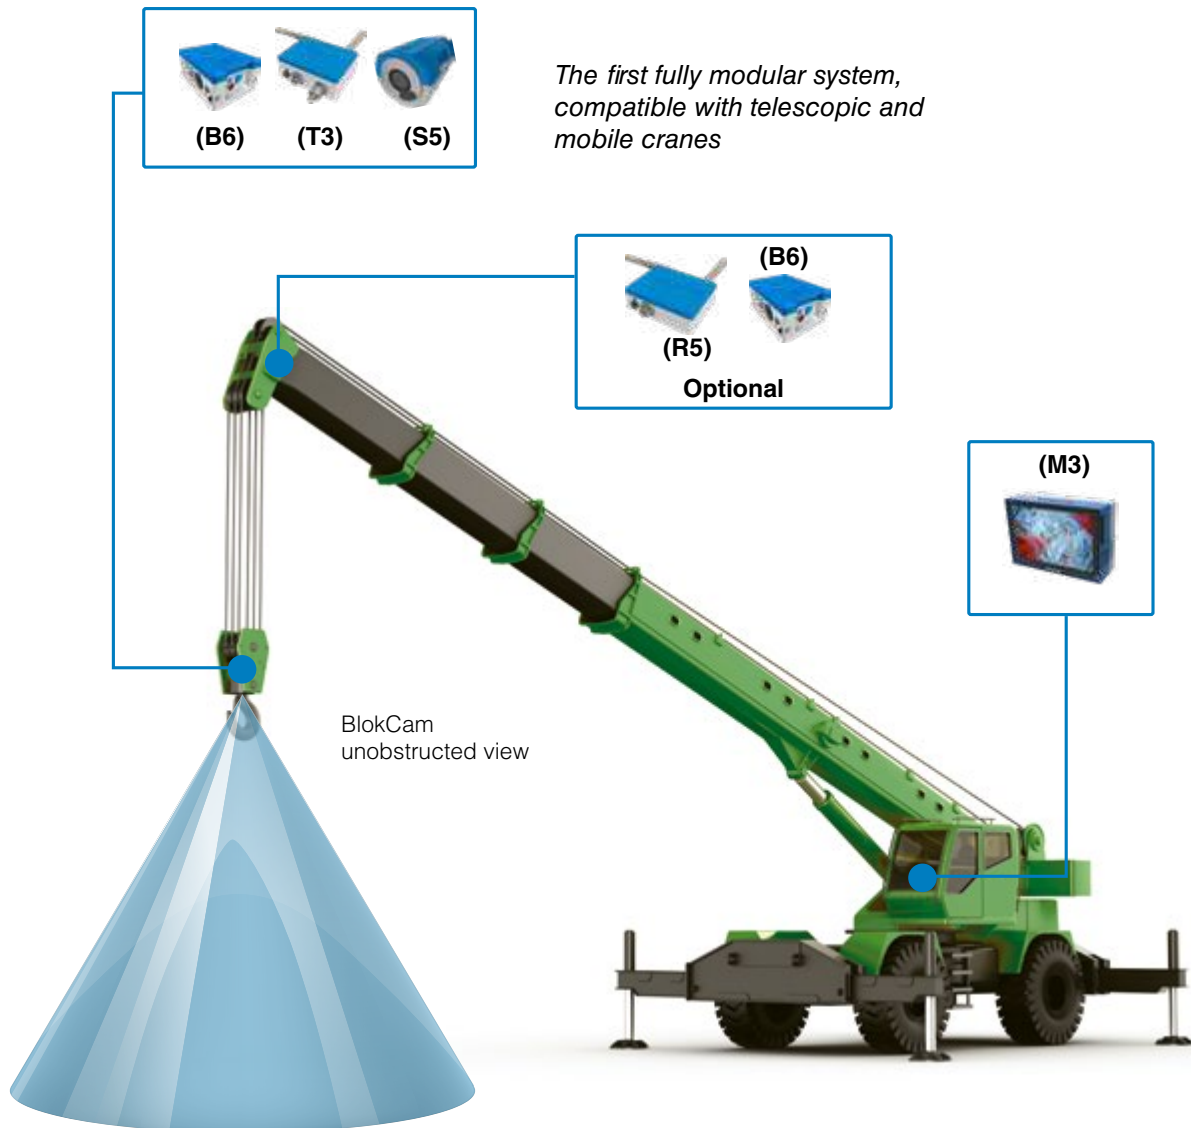 (B6) (T3) (S5)
The first fully modular system,
compatible with telescopic and
mobile cranes
(B6)
(R5)
Optional
(M3)
BlokCam
unobstructed view